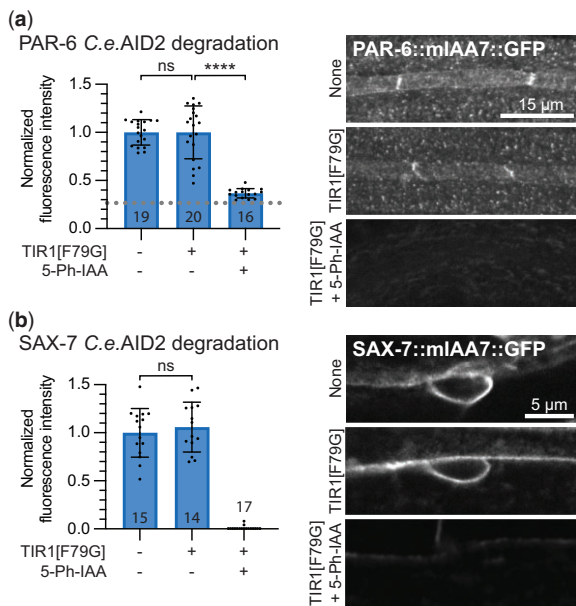 (a)
PAR-6 C.e.AID2 degradation
ns
****
Normalized
fluorescence intensity
1.5
1.0
0.5
0
19
20
16
TIR1[F79G] - + +
5-Ph-IAA - - +
PAR-6::mIAA7::GFP
None
15 µm
TIR1[F79G]
TIR1[F79G]
+ 5-Ph-IAA
(b)
SAX-7 C.e.AID2 degradation
ns
Normalized
fluorescence intensity
1.5
1.0
0.5
0.0
15
14
17
TIR1[F79G] - + +
5-Ph-IAA - - +
SAX-7::mIAA7::GFP
None
5 µm
TIR1[F79G]
TIR1[F79G]
+ 5-Ph-IAA